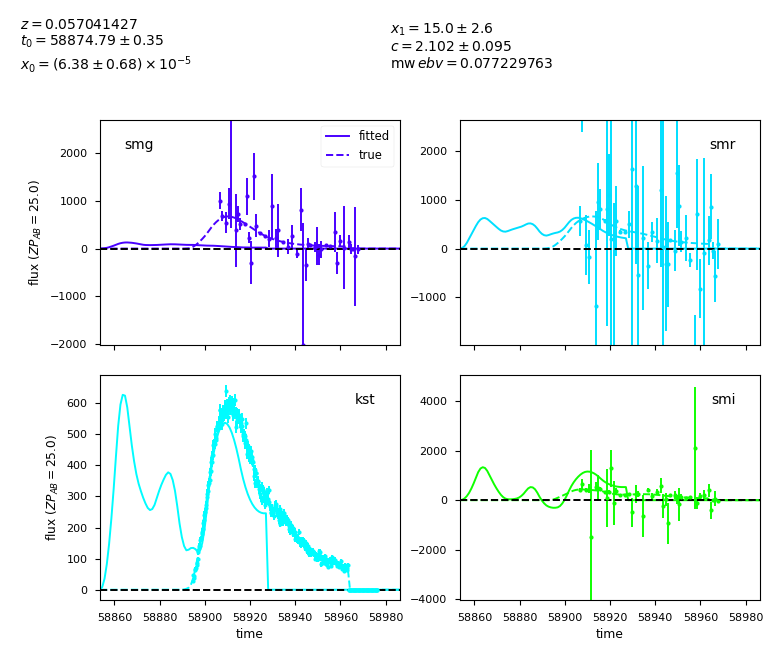 z = 0.057041427
t₀ = 58874.79 ± 0.35
x₀ = (6.38 ± 0.68) × 10⁻⁵
x₁ = 15.0 ± 2.6
c = 2.102 ± 0.095
mw ebv = 0.077229763
smg
fitted
true
2000
1000
0
−1000
−2000
flux (ZP_AB = 25.0)
smr
2000
1000
0
−1000
kst
600
500
400
300
200
100
0
flux (ZP_AB = 25.0)
58860 58880 58900 58920 58940 58960 58980
time
smi
4000
2000
0
−2000
−4000
58860 58880 58900 58920 58940 58960 58980
time